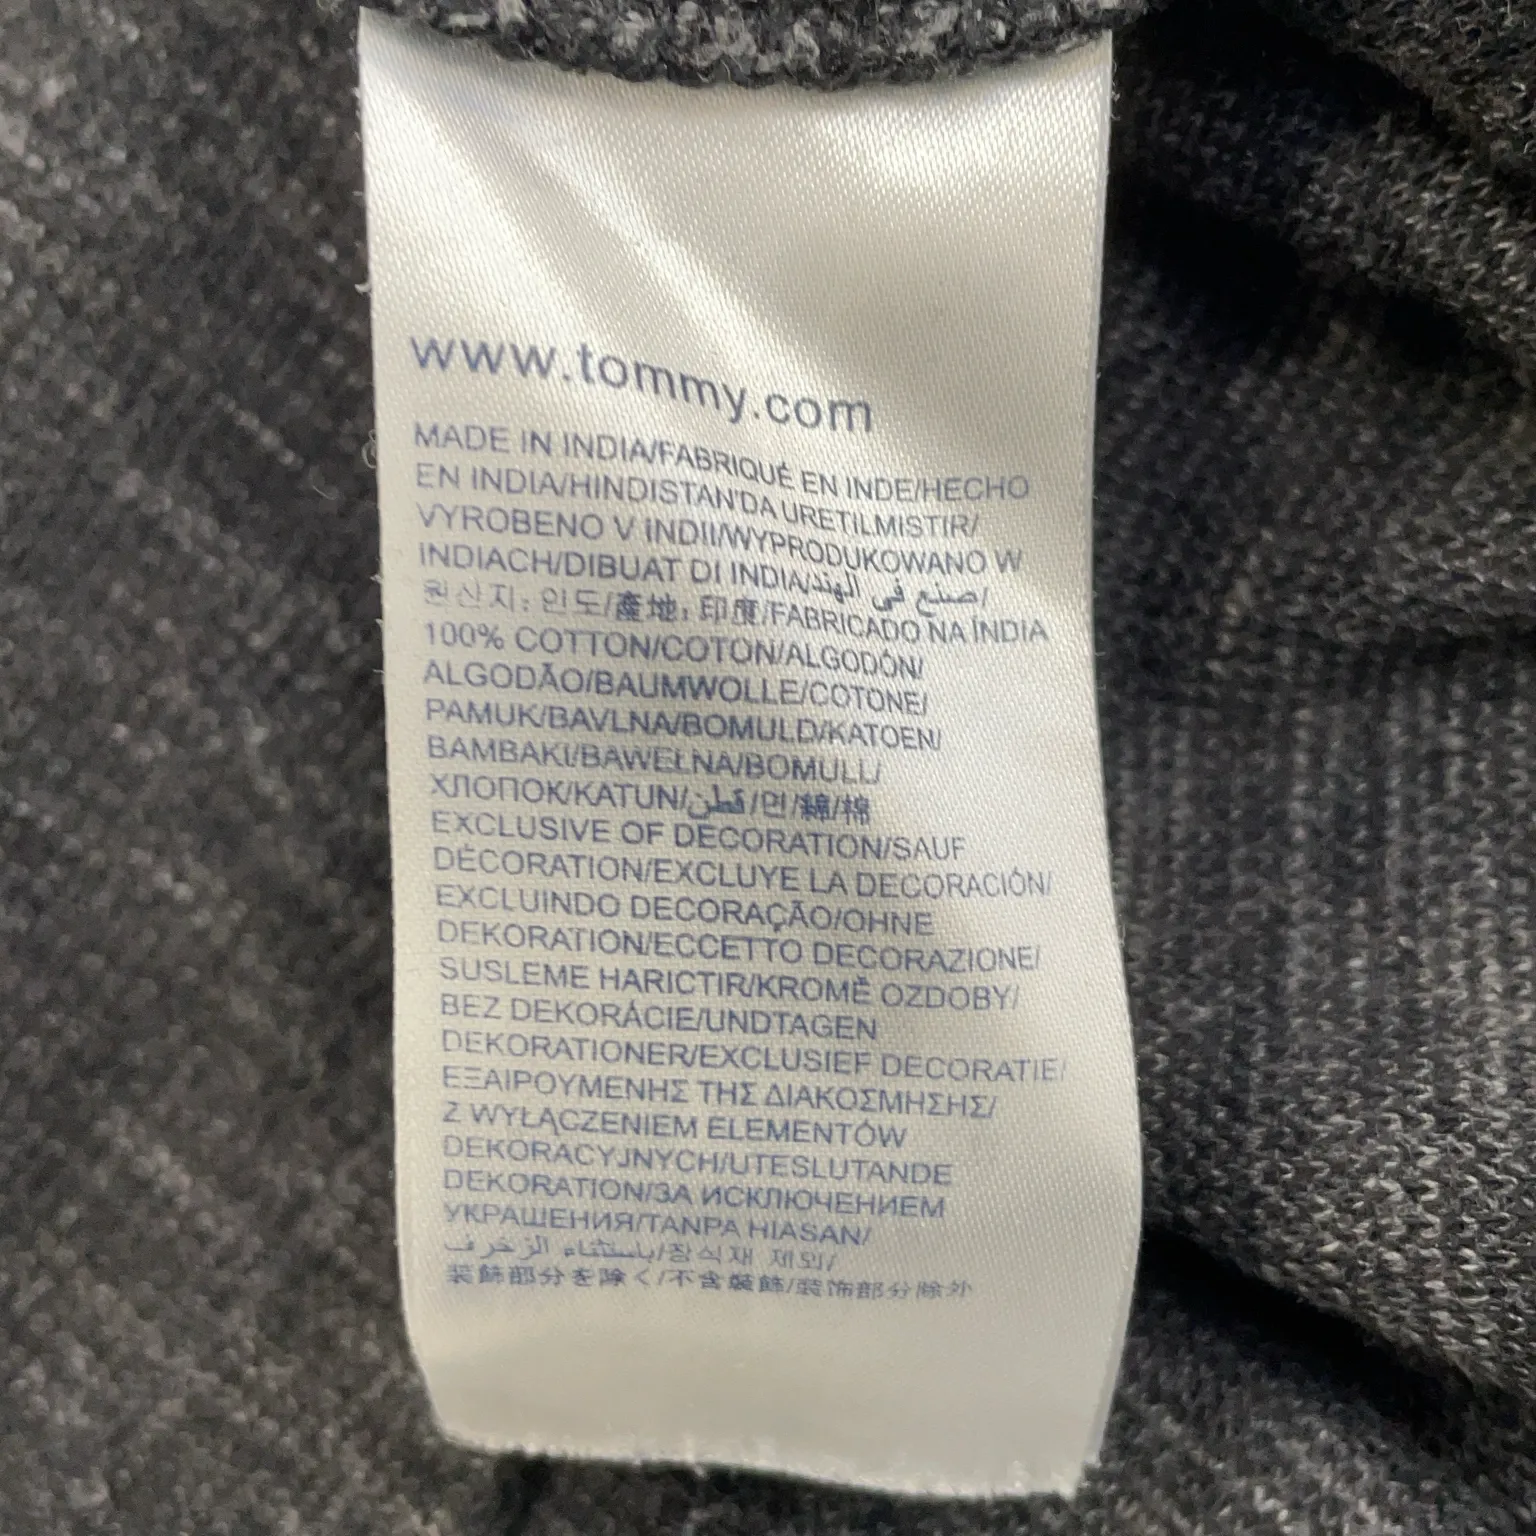 www.tommy.com
MADE IN INDIA/FABRIQUÉ EN INDE/HECHO
EN INDIA/HINDISTAN'DA URETILMISTIR/
VYROBENO V INDII/WYPRODUKOWANO W
INDIACH/DIBUAT DI INDIA/صنع في الهند/
원산지: 인도/產地: 印度/FABRICADO NA ÍNDIA
100% COTTON/COTON/ALGODÓN/
ALGODÃO/BAUMWOLLE/COTONE/
PAMUK/BAVLNA/BOMULD/KATOEN/
BAMBAKI/BAWEŁNA/BOMULL/
ХЛОПОК/KATUN/قطن/면/綿/棉
EXCLUSIVE OF DECORATION/SAUF
DÉCORATION/EXCLUYE LA DECORACIÓN/
EXCLUINDO DECORAÇÃO/OHNE
DEKORATION/ECCETTO DECORAZIONE/
SUSLEME HARICTIR/KROMĚ OZDOBY/
BEZ DEKORÁCIE/UNDTAGEN
DEKORATIONER/EXCLUSIEF DECORATIE/
ΕΞΑΙΡΟΥΜΕΝΗΣ ΤΗΣ ΔΙΑΚΟΣΜΗΣΗΣ/
Z WYŁĄCZENIEM ELEMENTÓW
DEKORACYJNYCH/UTESLUTANDE
DEKORATION/ЗА ИСКЛЮЧЕНИЕМ
УКРАШЕНИЯ/TANPA HIASAN/
باستثناء الزخرف/장식재 제외/
装飾部分を除く/不含裝飾/装饰部分除外